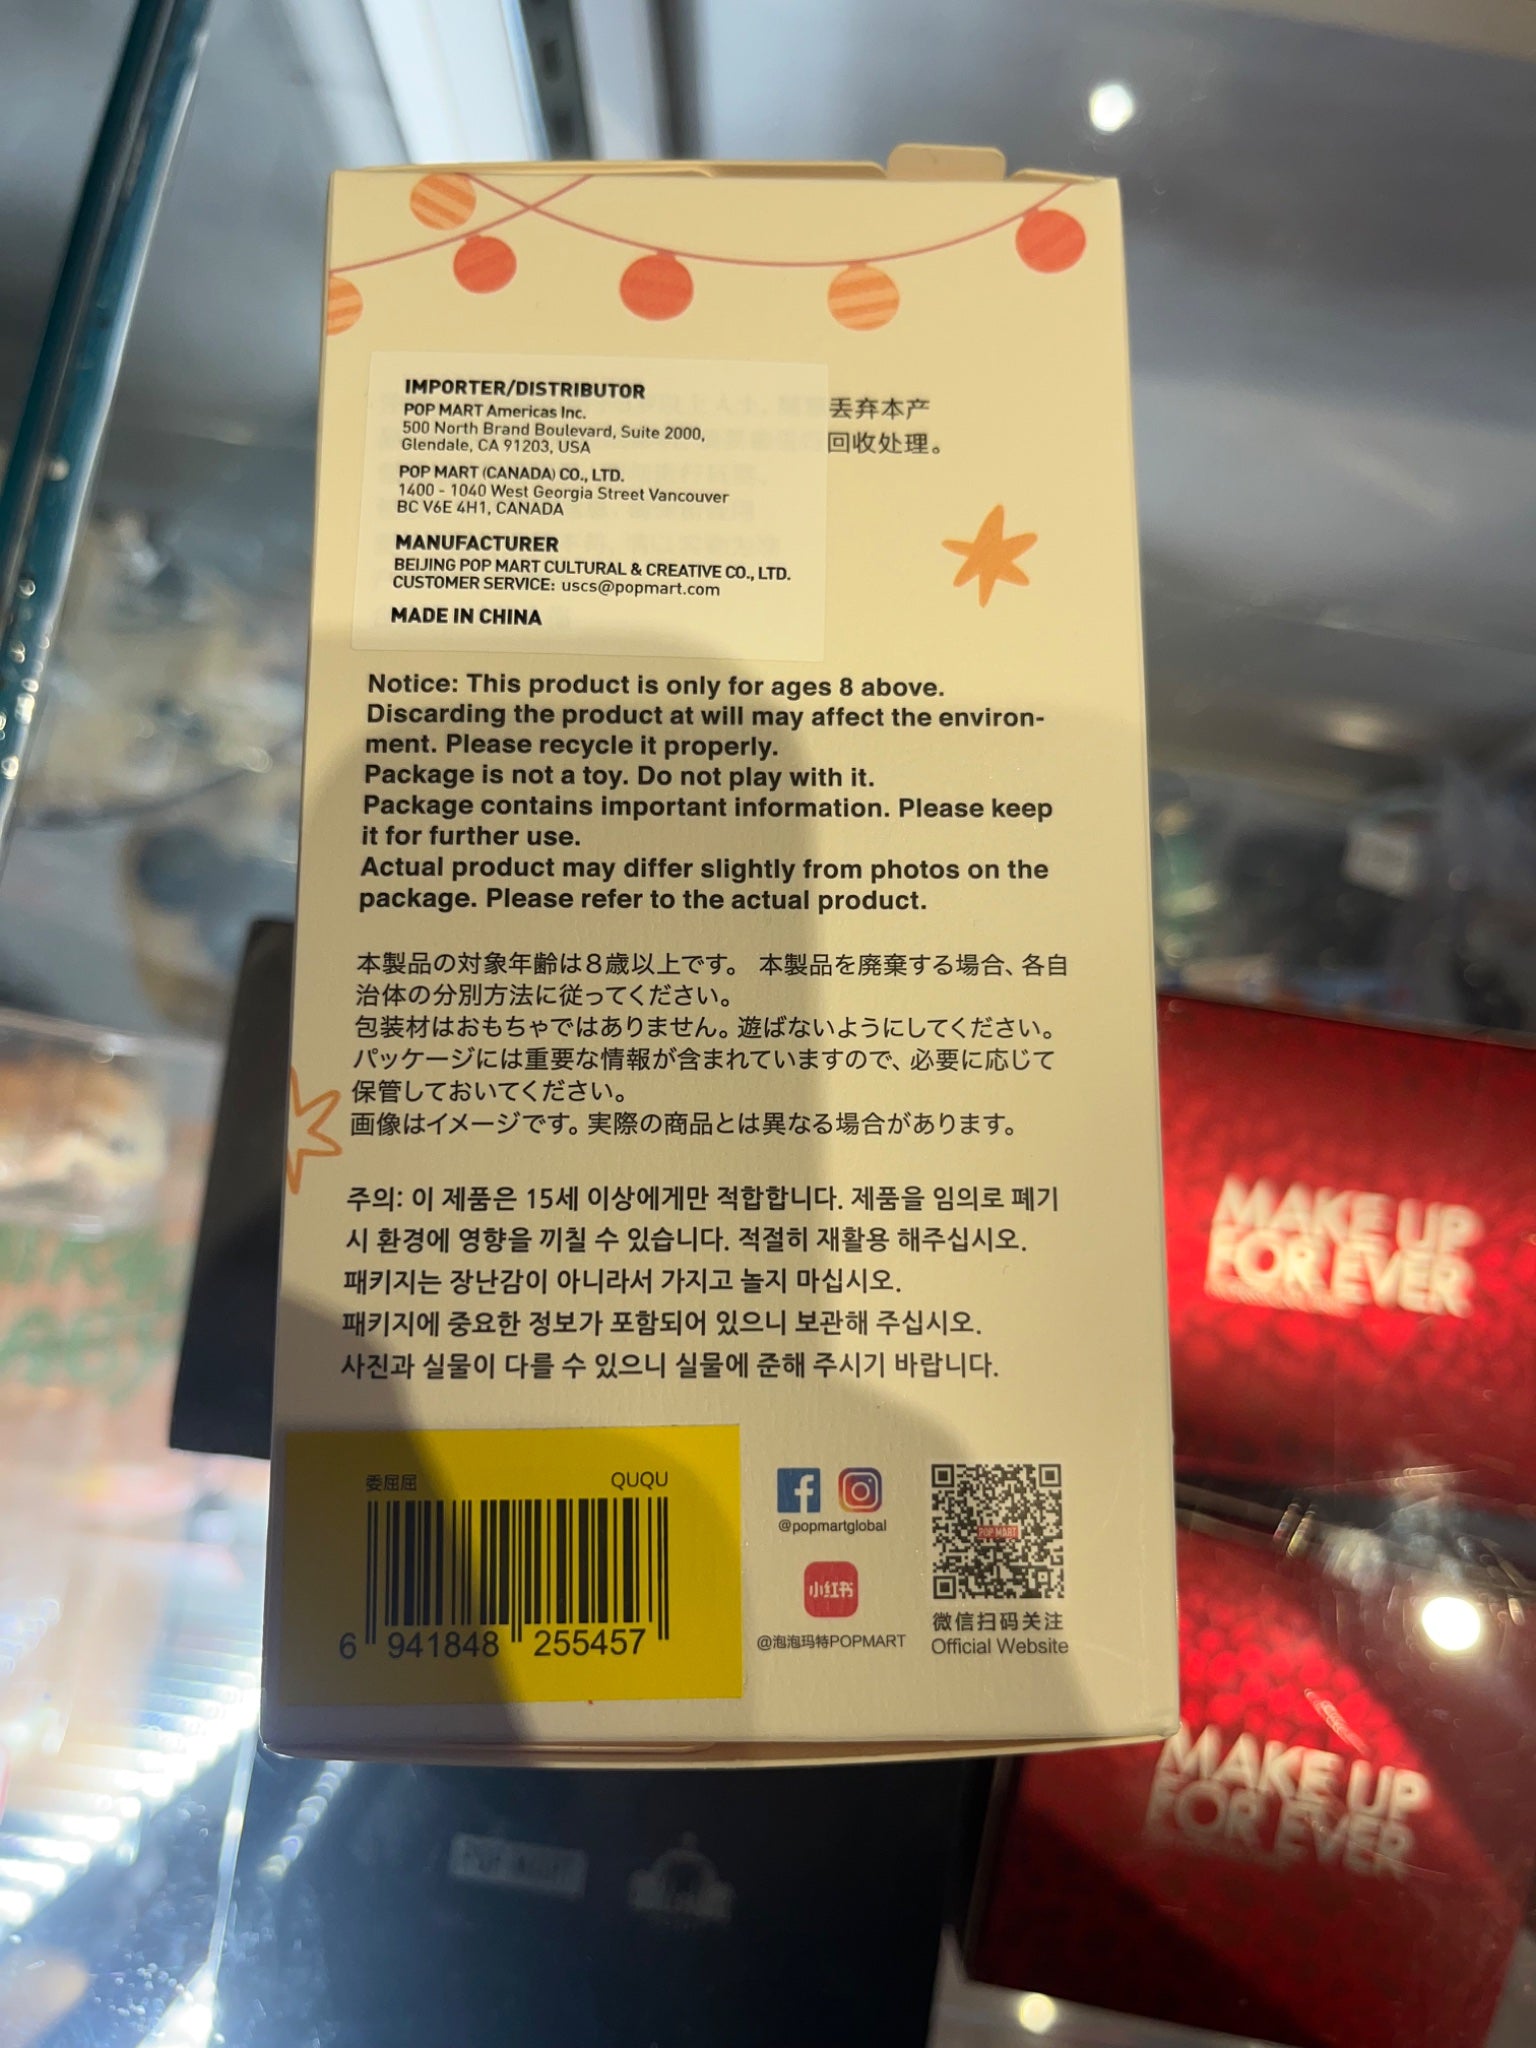 IMPORTER/DISTRIBUTOR
POP MART Americas Inc.
500 North Brand Boulevard, Suite 2000,
Glendale, CA 91203, USA
POP MART (CANADA) CO., LTD.
1400 - 1040 West Georgia Street Vancouver
BC V6E 4H1, CANADA
MANUFACTURER
BEIJING POP MART CULTURAL & CREATIVE CO., LTD.
CUSTOMER SERVICE: uscs@popmart.com
MADE IN CHINA
丢弃本产
回收处理。
Notice: This product is only for ages 8 above.
Discarding the product at will may affect the environ-
ment. Please recycle it properly.
Package is not a toy. Do not play with it.
Package contains important information. Please keep
it for further use.
Actual product may differ slightly from photos on the
package. Please refer to the actual product.
本製品の対象年齢は8歳以上です。 本製品を廃棄する場合、各自
治体の分別方法に従ってください。
包装材はおもちゃではありません。遊ばないようにしてください。
パッケージには重要な情報が含まれていますので、必要に応じて
保管しておいてください。
画像はイメージです。実際の商品とは異なる場合があります。
주의: 이 제품은 15세 이상에게만 적합합니다. 제품을 임의로 폐기
시 환경에 영향을 끼칠 수 있습니다. 적절히 재활용 해주십시오.
패키지는 장난감이 아니라서 가지고 놀지 마십시오.
패키지에 중요한 정보가 포함되어 있으니 보관해 주십시오.
사진과 실물이 다를 수 있으니 실물에 준해 주시기 바랍니다.
委屈屈 QUQU
6 941848 255457
@popmartglobal
小红书
@泡泡玛特POPMART
POP MART
微信扫码关注
Official Website
MAKE UP
FOR EVER
MAKE UP
FOR EVER